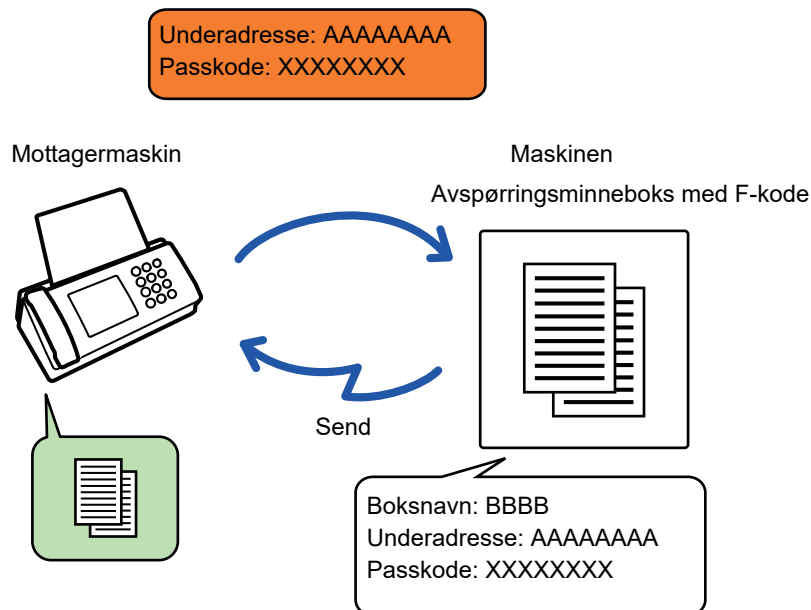 Underadresse: AAAAAAAA
Passkode: XXXXXXXX
Mottagermaskin
Maskinen
Avspørringsminneboks med F-kode
Send
Boksnavn: BBBB
Underadresse: AAAAAAAA
Passkode: XXXXXXXX